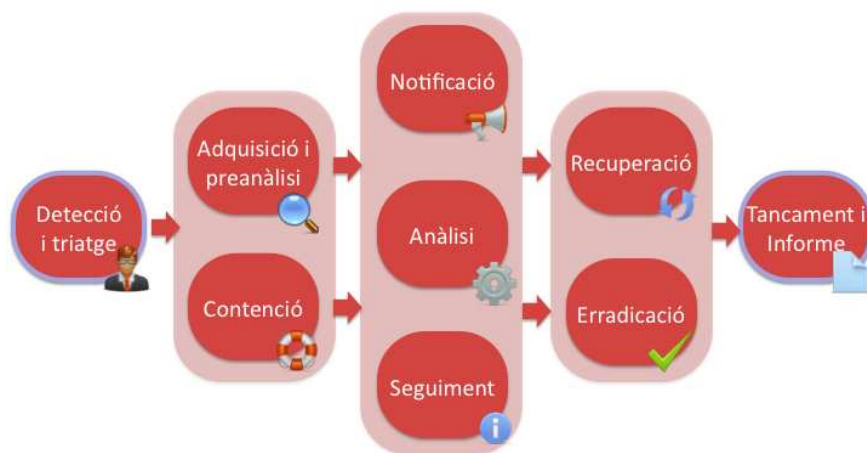 Detecció
i triatge
Adquisició i
preanàlisi
Contenció
Notificació
Anàlisi
Seguiment
Recuperació
Erradicació
Tancament i
Informe